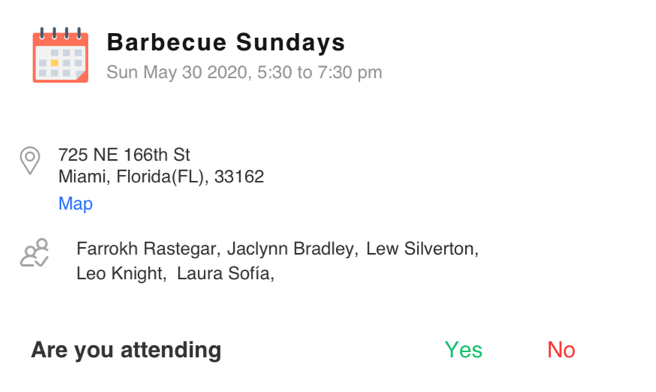 Barbecue Sundays
Sun May 30 2020, 5:30 to 7:30 pm
725 NE 166th St
Miami, Florida(FL), 33162
Map
Farrokh Rastegar, Jaclynn Bradley, Lew Silverton,
Leo Knight, Laura Sofía,
Are you attending Yes No